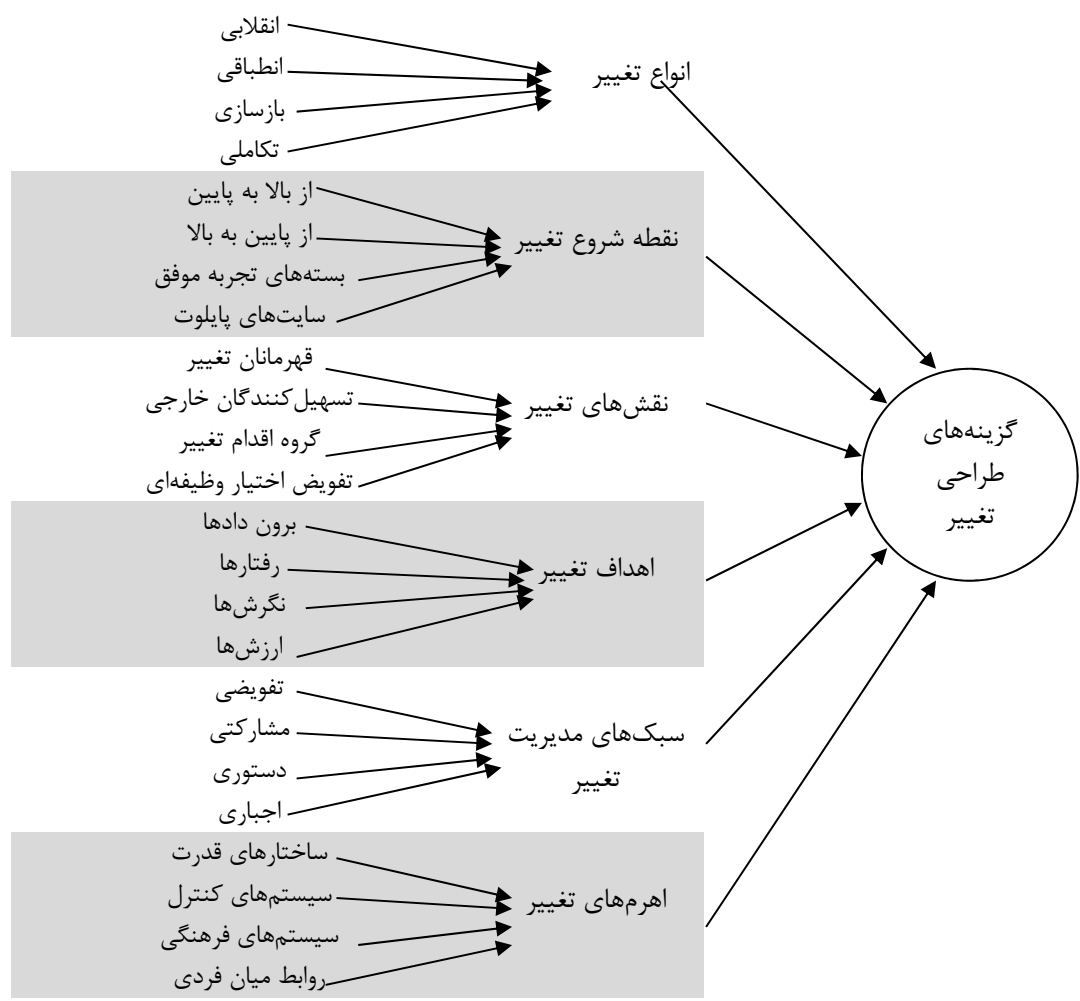 انقلابی
انطباقی
بازسازی
تکاملی
انواع تغییر
از بالا به پایین
از پایین به بالا
بسته‌های تجربه موفق
سایت‌های پایلوت
نقطه شروع تغییر
قهرمانان تغییر
تسهیل‌کنندگان خارجی
گروه اقدام تغییر
تفویض اختیار وظیفه‌ای
نقش‌های تغییر
برون دادها
رفتارها
نگرش‌ها
ارزش‌ها
اهداف تغییر
تفویضی
مشارکتی
دستوری
اجباری
سبک‌های مدیریت
تغییر
ساختارهای قدرت
سیستم‌های کنترل
سیستم‌های فرهنگی
روابط میان فردی
اهرم‌های تغییر
گزینه‌های
طراحی
تغییر